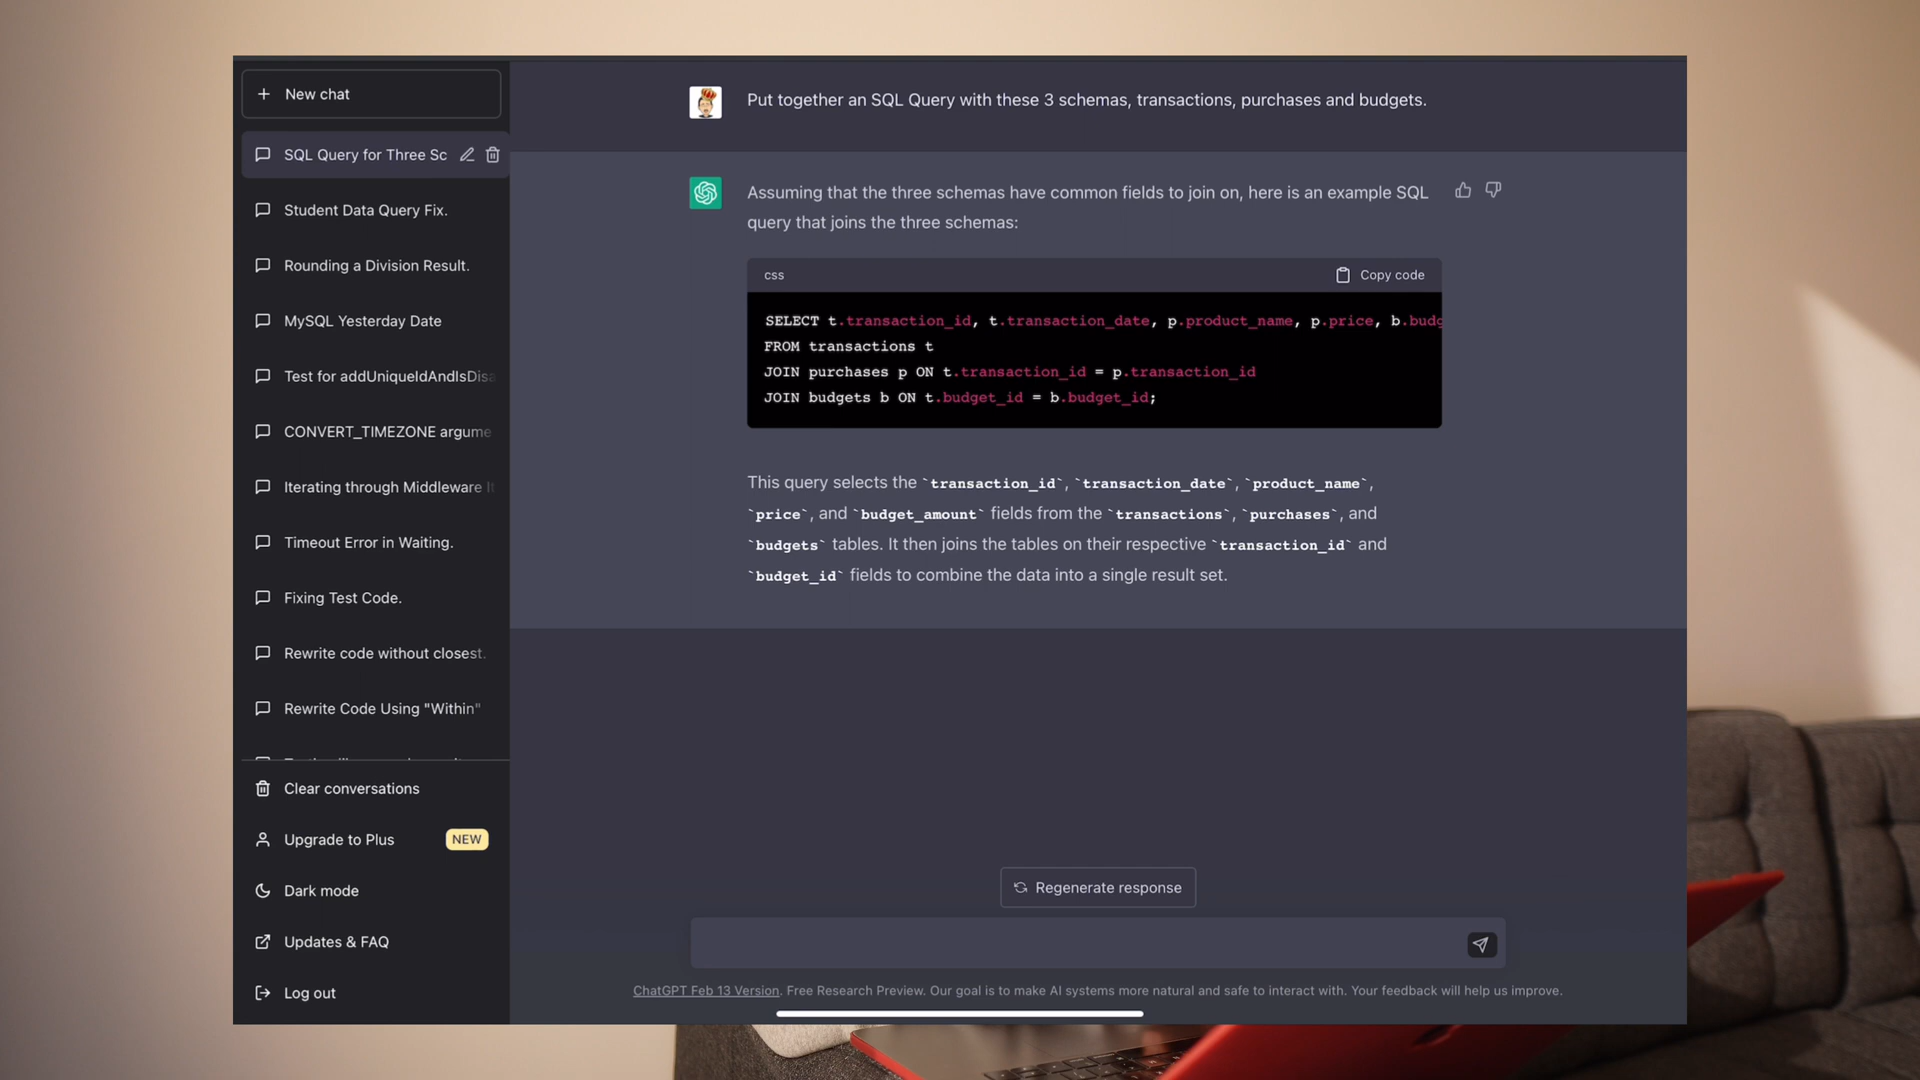 New chat
SQL Query for Three Sc
Student Data Query Fix.
Rounding a Division Result.
MySQL Yesterday Date
Test for addUniqueIdAndIsDisa
CONVERT_TIMEZONE argume
Iterating through Middleware It
Timeout Error in Waiting.
Fixing Test Code.
Rewrite code without closest.
Rewrite Code Using "Within"
Clear conversations
Upgrade to Plus NEW
Dark mode
Updates & FAQ
Log out
Put together an SQL Query with these 3 schemas, transactions, purchases and budgets.
Assuming that the three schemas have common fields to join on, here is an example SQL
query that joins the three schemas:
css Copy code
SELECT t.transaction_id, t.transaction_date, p.product_name, p.price, b.budg
FROM transactions t
JOIN purchases p ON t.transaction_id = p.transaction_id
JOIN budgets b ON t.budget_id = b.budget_id;
This query selects the `transaction_id`, `transaction_date`, `product_name`,
`price`, and `budget_amount` fields from the `transactions`, `purchases`, and
`budgets` tables. It then joins the tables on their respective `transaction_id` and
`budget_id` fields to combine the data into a single result set.
Regenerate response
ChatGPT Feb 13 Version. Free Research Preview. Our goal is to make AI systems more natural and safe to interact with. Your feedback will help us improve.